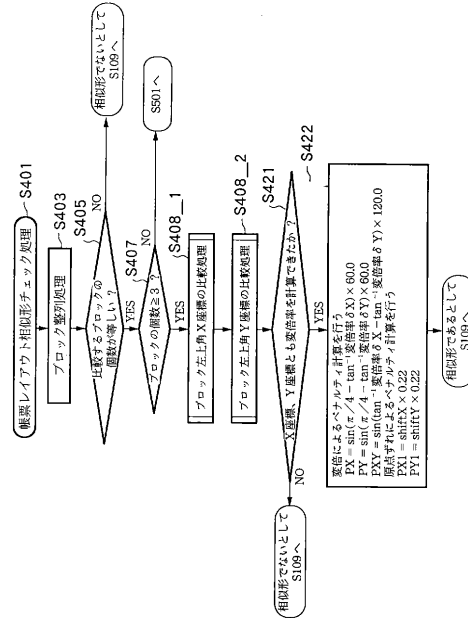 帳票レイアウト相似形チェック処理
S401
ブロック整列処理
S403
比較するブロックの
個数が等しい?
S405
NO
相似形でないとして
S109へ
YES
ブロックの個数≧3?
S407
NO
S501へ
YES
ブロック左上角X座標の比較処理
S408_1
ブロック左上角Y座標の比較処理
S408_2
X座標、Y座標とも変倍率を計算できたか?
S421
NO
相似形でないとして
S109へ
YES
S422
変倍によるペナルティ計算を行う
PX = sin(π/4 − tan⁻¹変倍率δX)×60.0
PY = sin(π/4 − tan⁻¹変倍率δY)×60.0
PXY = sin(tan⁻¹変倍率δX − tan⁻¹変倍率δY)×120.0
原点ずれによるペナルティ計算を行う
PX1 = shiftX×0.22
PY1 = shiftY×0.22
相似形であるとして
S109へ